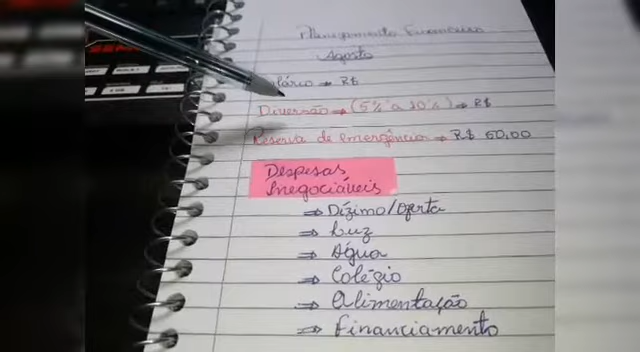 Planejamento Financeiro
Agosto
lário → R$
Diversão → (5% a 10%) → R$
Reserva de emergência → R$ 60,00
Despesas
Inegociáveis
⇒ Dízimo/Oferta
⇒ Luz
⇒ Água
⇒ Colégio
⇒ Alimentação
⇒ Financiamento